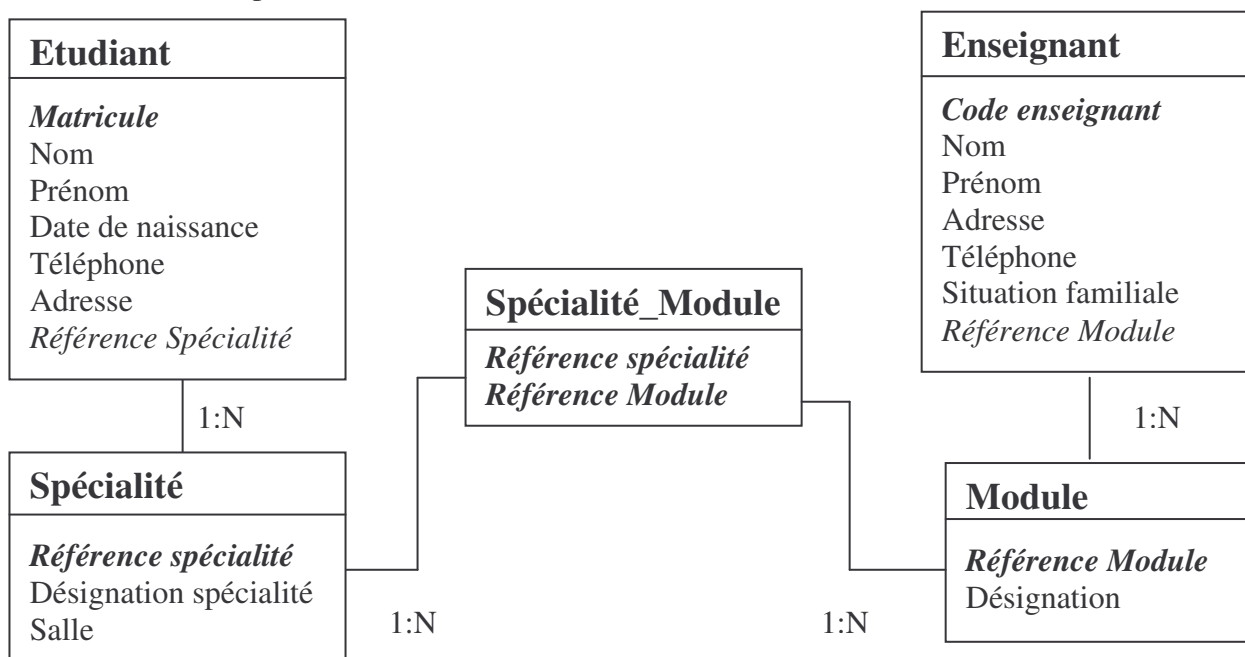 Etudiant
Matricule
Nom
Prénom
Date de naissance
Téléphone
Adresse
Référence Spécialité
1:N
Spécialité
Référence spécialité
Désignation spécialité
Salle
1:N
Spécialité_Module
Référence spécialité
Référence Module
1:N
Enseignant
Code enseignant
Nom
Prénom
Adresse
Téléphone
Situation familiale
Référence Module
1:N
Module
Référence Module
Désignation